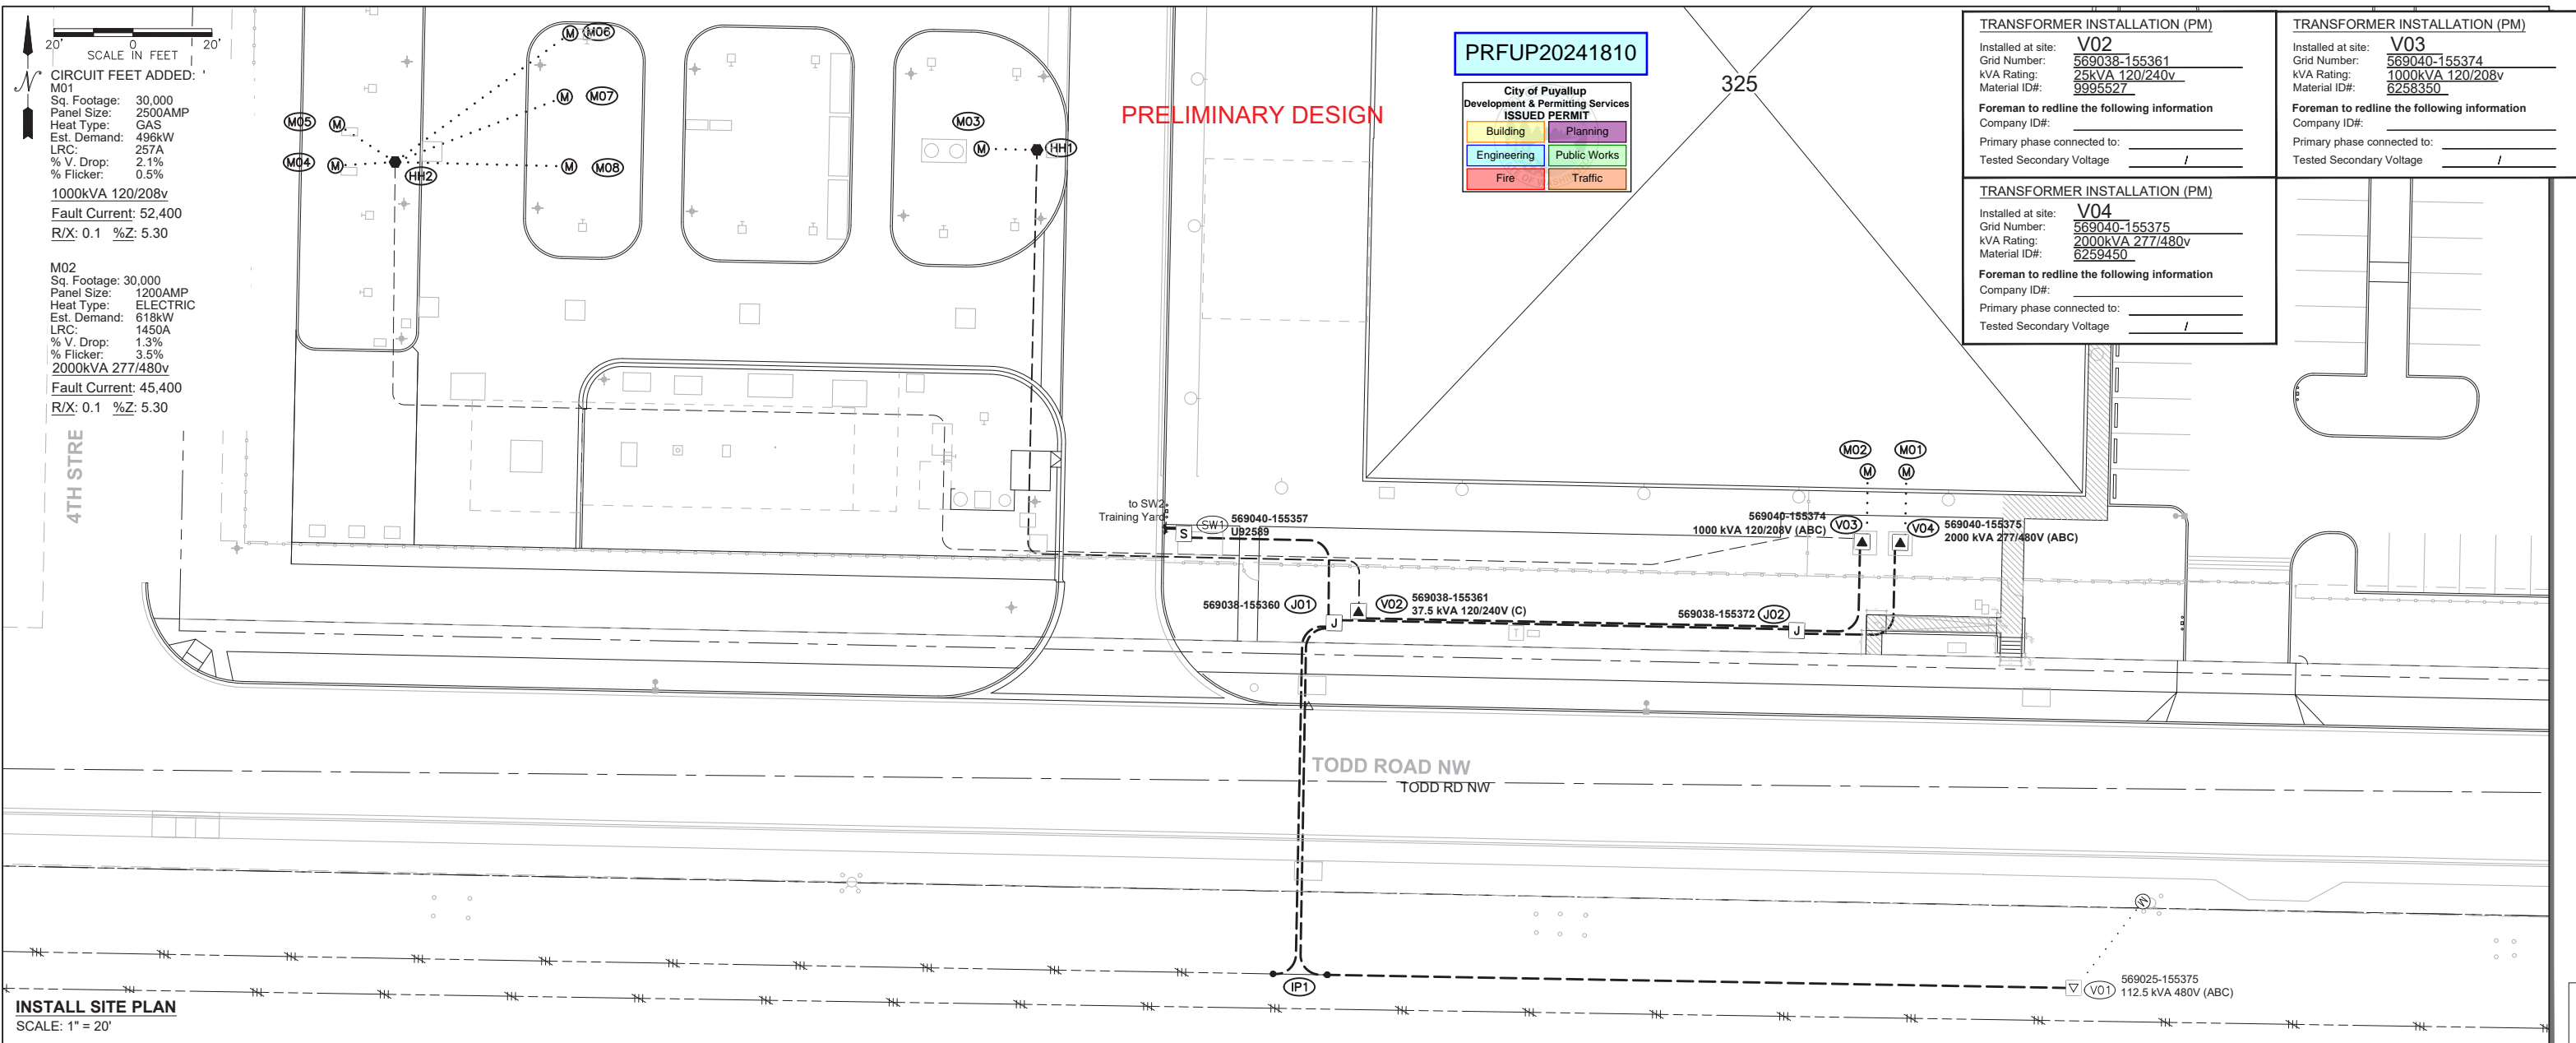 20' 0 20'
SCALE IN FEET
N
CIRCUIT FEET ADDED: '
M01
Sq. Footage: 30,000
Panel Size: 2500AMP
Heat Type: GAS
Est. Demand: 496kW
LRC: 257A
% V. Drop: 2.1%
% Flicker: 0.5%
1000kVA 120/208v
Fault Current: 52,400
R/X: 0.1 %Z: 5.30
M02
Sq. Footage: 30,000
Panel Size: 1200AMP
Heat Type: ELECTRIC
Est. Demand: 618kW
LRC: 1450A
% V. Drop: 1.3%
% Flicker: 3.5%
2000kVA 277/480v
Fault Current: 45,400
R/X: 0.1 %Z: 5.30
4TH STRE
M M06
M M07
M05 M
M04 M
HH2
M M08
M03
M
HH1
PRELIMINARY DESIGN
PRFUP20241810
City of Puyallup
Development & Permitting Services
ISSUED PERMIT
Building Planning
Engineering Public Works
Fire Traffic
325
TRANSFORMER INSTALLATION (PM)
Installed at site: V02
Grid Number: 569038-155361
kVA Rating: 25kVA 120/240v
Material ID#: 9995527
Foreman to redline the following information
Company ID#:
Primary phase connected to:
Tested Secondary Voltage /
TRANSFORMER INSTALLATION (PM)
Installed at site: V03
Grid Number: 569040-155374
kVA Rating: 1000kVA 120/208v
Material ID#: 6258350
Foreman to redline the following information
Company ID#:
Primary phase connected to:
Tested Secondary Voltage /
TRANSFORMER INSTALLATION (PM)
Installed at site: V04
Grid Number: 569040-155375
kVA Rating: 2000kVA 277/480v
Material ID#: 6259450
Foreman to redline the following information
Company ID#:
Primary phase connected to:
Tested Secondary Voltage /
M02 M01
M M
to SW2
Training Yard
S
SW1
569040-155357
U92589
569040-155374
1000 kVA 120/208V (ABC)
V03
V04
569040-155375
2000 kVA 277/480V (ABC)
569038-155360 J01
J
V02
569038-155361
37.5 kVA 120/240V (C)
569038-155372 J02
J
T
TODD ROAD NW
TODD RD NW
M
IP1
V01
569025-155375
112.5 kVA 480V (ABC)
INSTALL SITE PLAN
SCALE: 1" = 20'